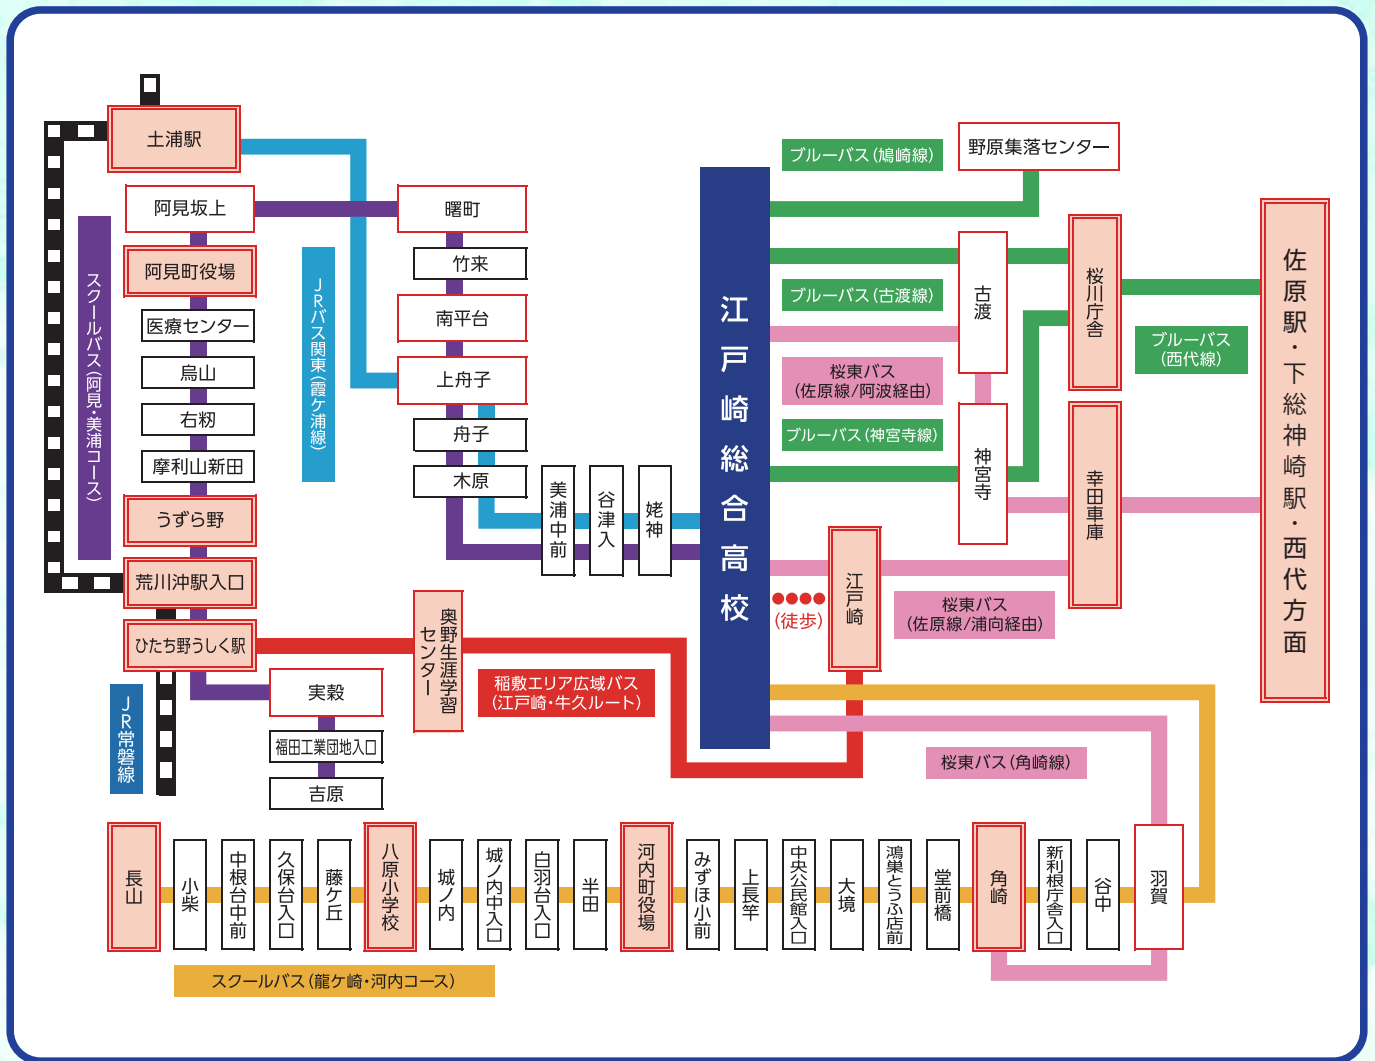 土浦駅
阿見坂上
阿見町役場
医療センター
烏山
右籾
摩利山新田
うずら野
荒川沖駅入口
ひたち野うしく駅
スクールバス(阿見・美浦コース)
JR常磐線
実穀
福田工業団地入口
吉原
JRバス関東(霞ケ浦線)
曙町
竹来
南平台
上舟子
舟子
木原
美浦中前
谷津入
姥神
奥野生涯学習
センター
稲敷エリア広域バス
(江戸崎・牛久ルート)
江戸崎総合高校
ブルーバス(鳩崎線)
野原集落センター
ブルーバス(古渡線)
古渡
桜川庁舎
桜東バス
(佐原線/阿波経由)
ブルーバス(神宮寺線)
神宮寺
幸田車庫
ブルーバス
(西代線)
佐原駅・下総神崎駅・西代方面
(徒歩)
江戸崎
桜東バス
(佐原線/浦向経由)
桜東バス(角崎線)
長山
小柴
中根台中前
久保台入口
藤ケ丘
八原小学校
城ノ内
城ノ内中入口
白羽台入口
半田
河内町役場
みずほ小前
上長竿
中央公民館入口
大境
鴻巣とうふ店前
堂前橋
角崎
新利根庁舎入口
谷中
羽賀
スクールバス(龍ケ崎・河内コース)